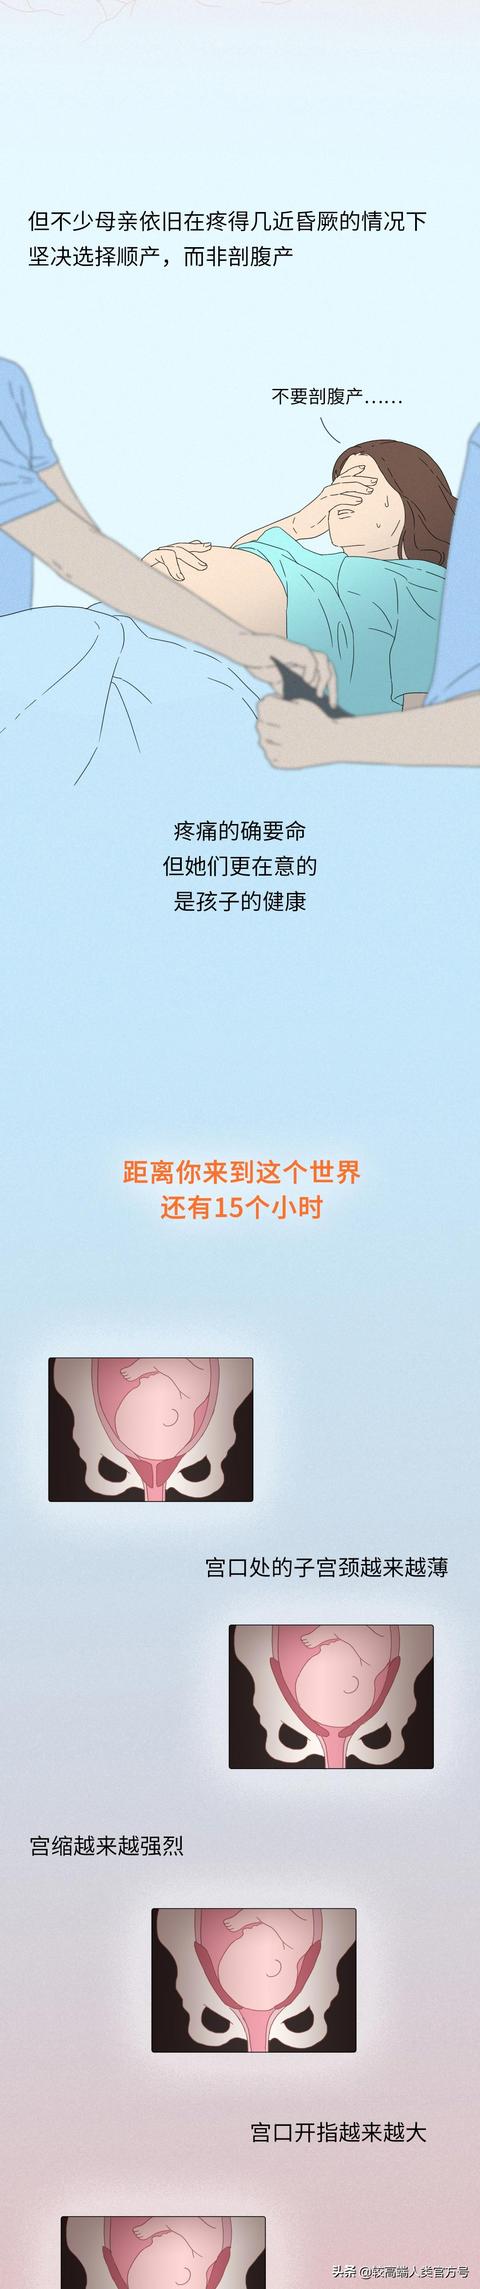 但不少母亲依旧在疼得几近昏厥的情况下
坚决选择顺产，而非剖腹产
不要剖腹产……
疼痛的确要命
但她们更在意的
是孩子的健康
距离你来到这个世界
还有15个小时
宫口处的子宫颈越来越薄
宫缩越来越强烈
宫口开指越来越大
头条 @较高端人类官方号